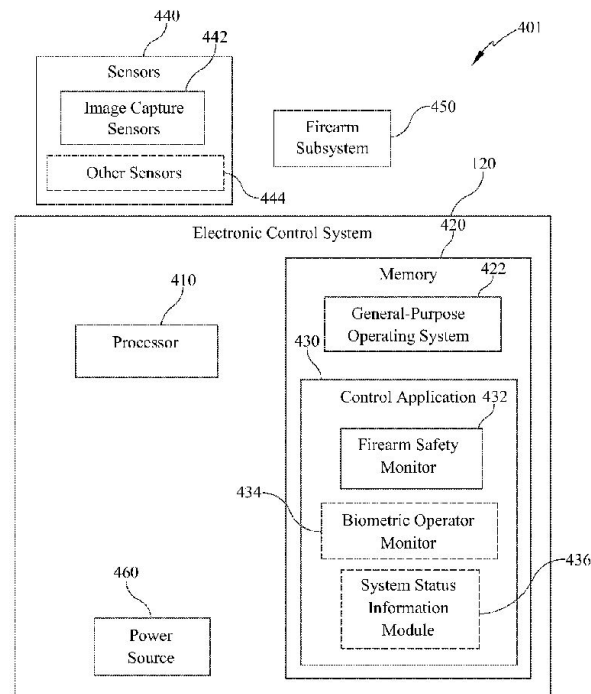 440
401
442
Sensors
Image Capture
Sensors
Firearm
Subsystem
450
Other Sensors
444
120
Electronic Control System
420
Memory
410
422
Processor
General-Purpose
Operating System
430
Control Application
432
Firearm Safety
Monitor
434
Biometric Operator
Monitor
436
System Status
Information
Module
460
Power
Source